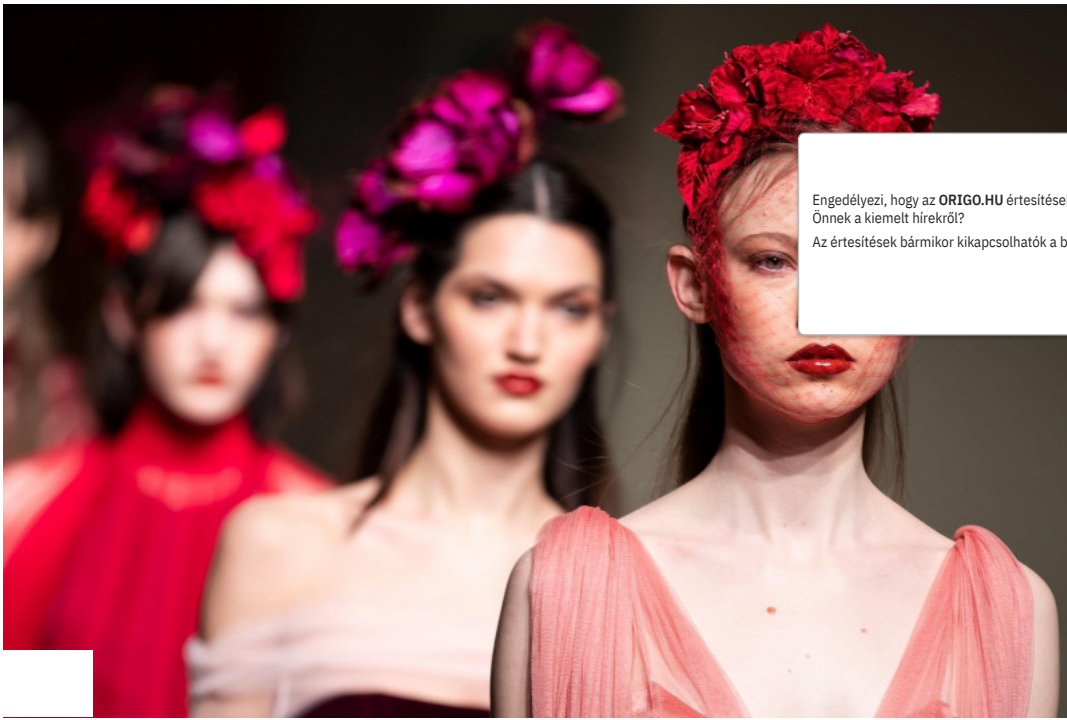 Engedélyezi, hogy az ORIGO.HU
Önnek a kiemelt hírekről?
Az értesítések bármikor kikapcsolhatók a